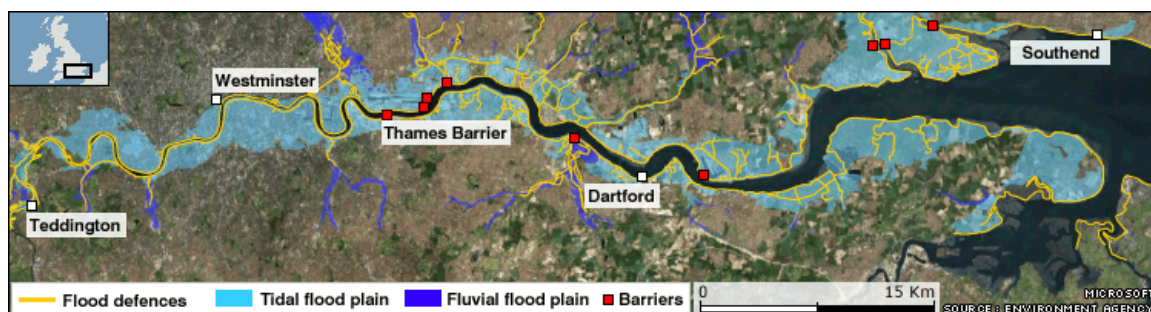 Westminster
Southend
Thames Barrier
Dartford
Teddington
Flood defences
Tidal flood plain
Fluvial flood plain
Barriers
0
15 Km
MICROSOFT
SOURCE: ENVIRONMENT AGENCY